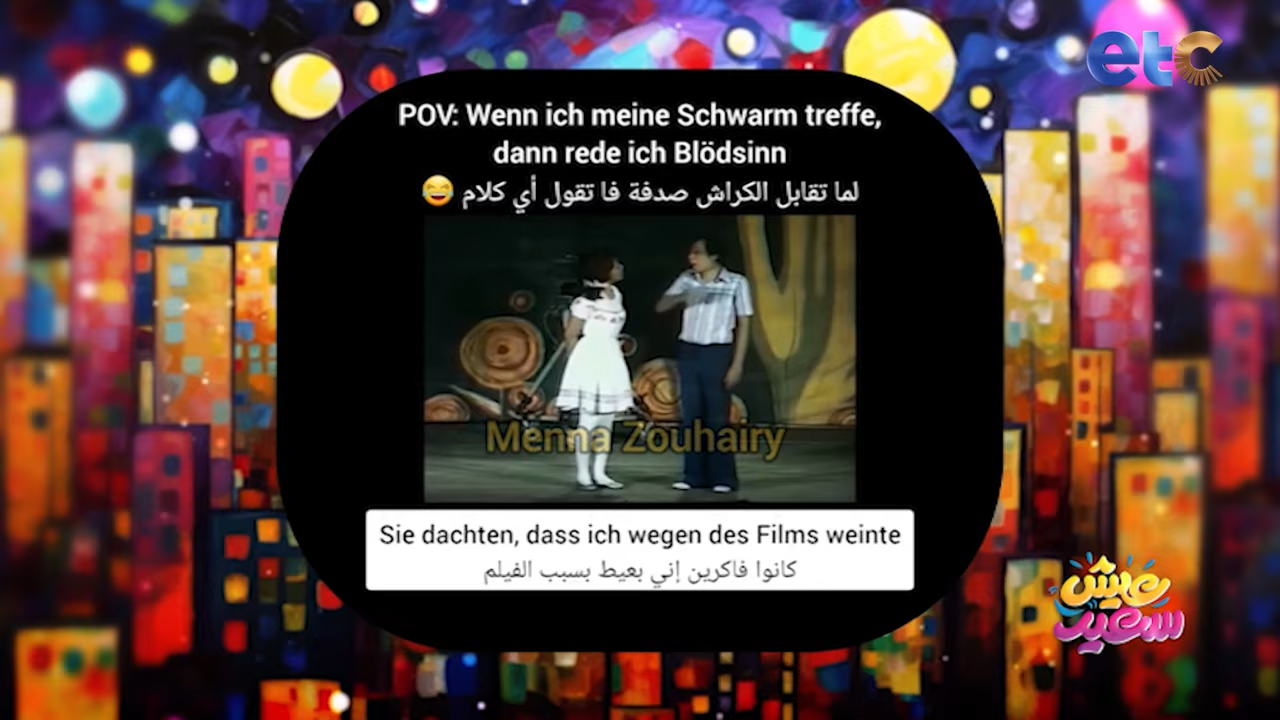 etc
POV: Wenn ich meine Schwarm treffe,
dann rede ich Blödsinn
لما تقابل الكراش صدفة فا تقول أي كلام 😂
Menna Zouhairy
Sie dachten, dass ich wegen des Films weinte
كانوا فاكرين إني بعيط بسبب الفيلم
عيش
سعيد